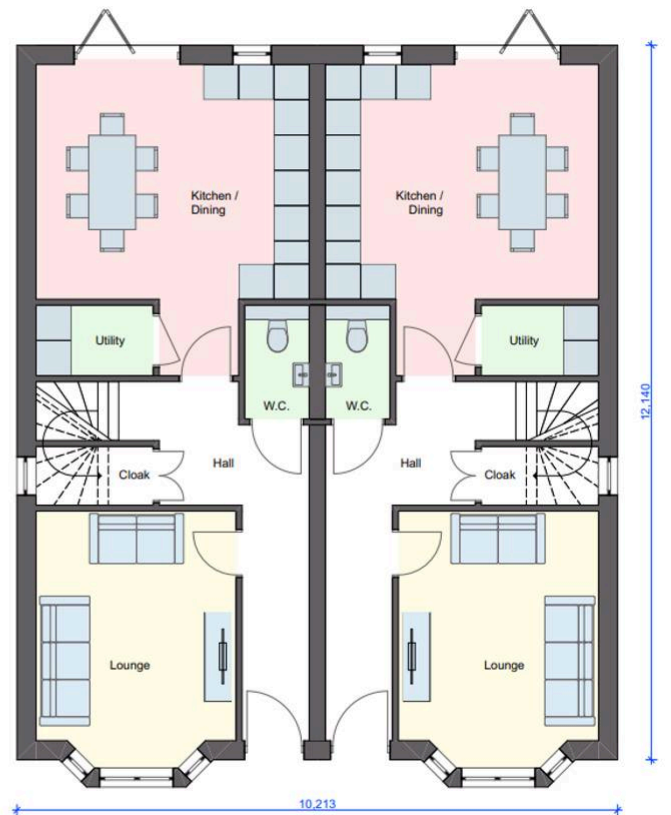 Kitchen /
Dining
Kitchen /
Dining
Utility
Utility
W.C.
W.C.
12,140
Hall
Hall
Cloak
Cloak
Lounge
Lounge
10,213